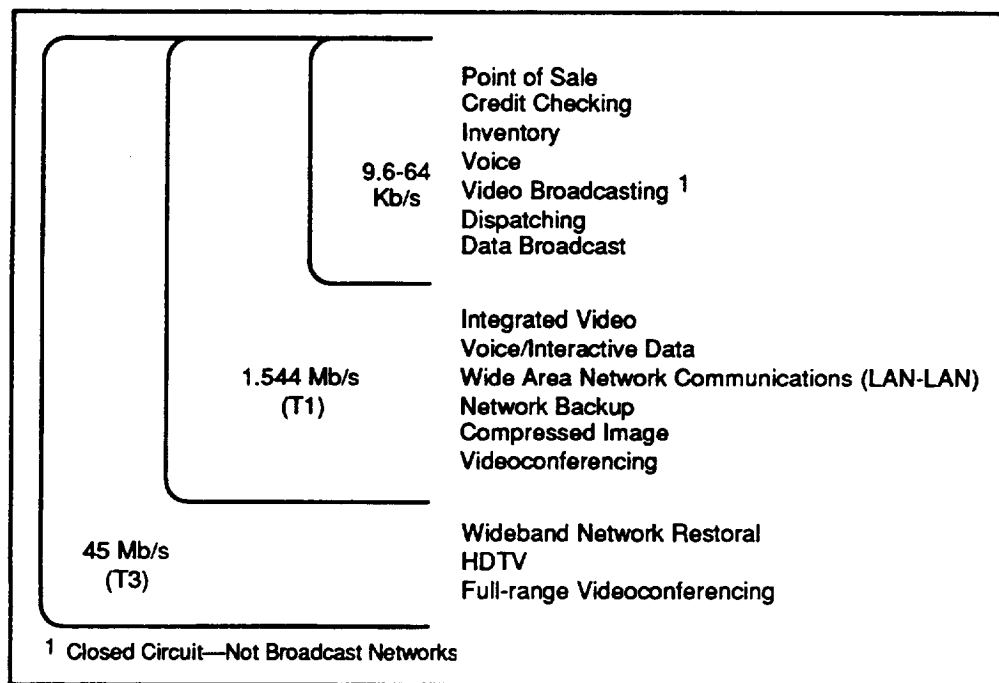 Point of Sale
Credit Checking
Inventory
Voice
Video Broadcasting 1
Dispatching
Data Broadcast
9.6-64
Kb/s
Integrated Video
Voice/Interactive Data
Wide Area Network Communications (LAN-LAN)
Network Backup
Compressed Image
Videoconferencing
1.544 Mb/s
(T1)
Wideband Network Restoral
HDTV
Full-range Videoconferencing
45 Mb/s
(T3)
1 Closed Circuit—Not Broadcast Networks